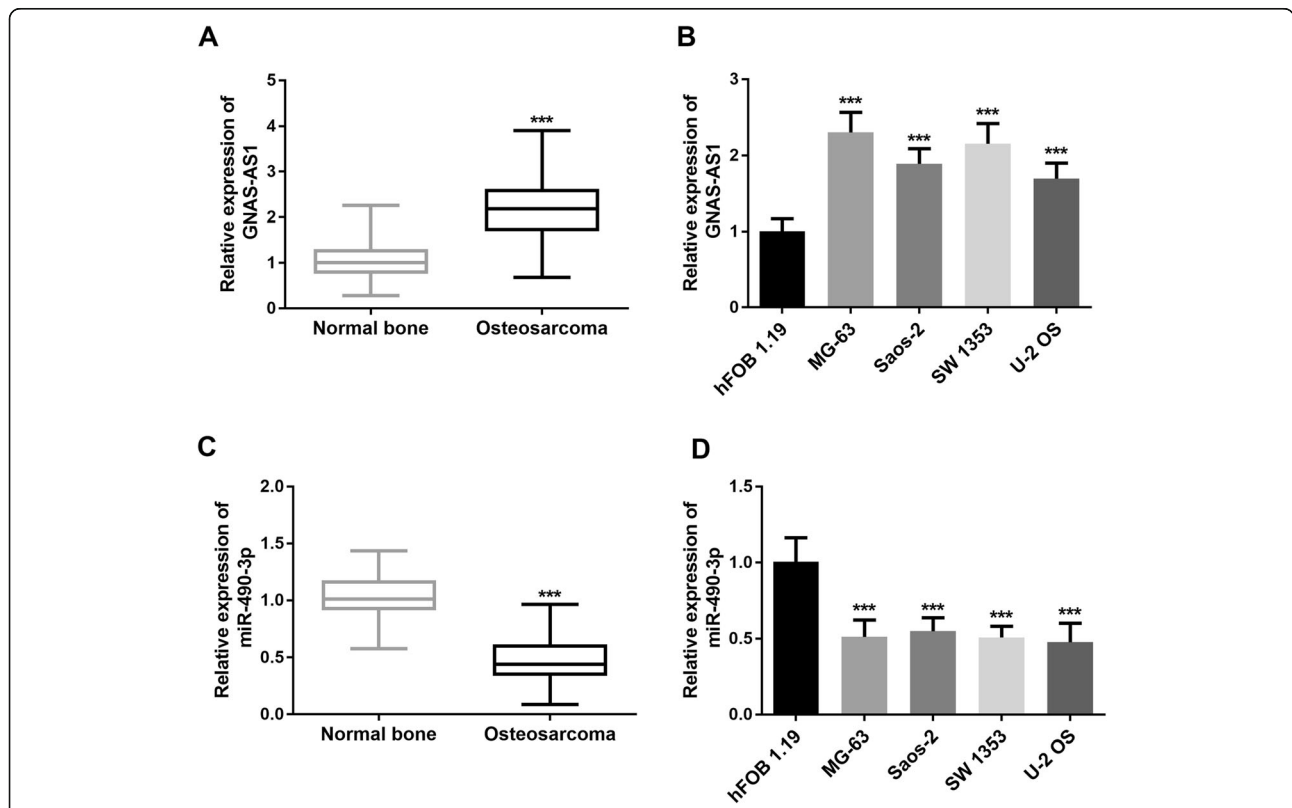 A
Relative expression of
GNAS-AS1
5
4
3
2
1
0
***
Normal bone
Osteosarcoma
B
Relative expression of
GNAS-AS1
3
2
1
0
***
***
***
***
hFOB 1.19
MG-63
Saos-2
SW 1353
U-2 OS
C
Relative expression of
miR-490-3p
2.0
1.5
1.0
0.5
0.0
***
Normal bone
Osteosarcoma
D
Relative expression of
miR-490-3p
1.5
1.0
0.5
0.0
***
***
***
***
hFOB 1.19
MG-63
Saos-2
SW 1353
U-2 OS